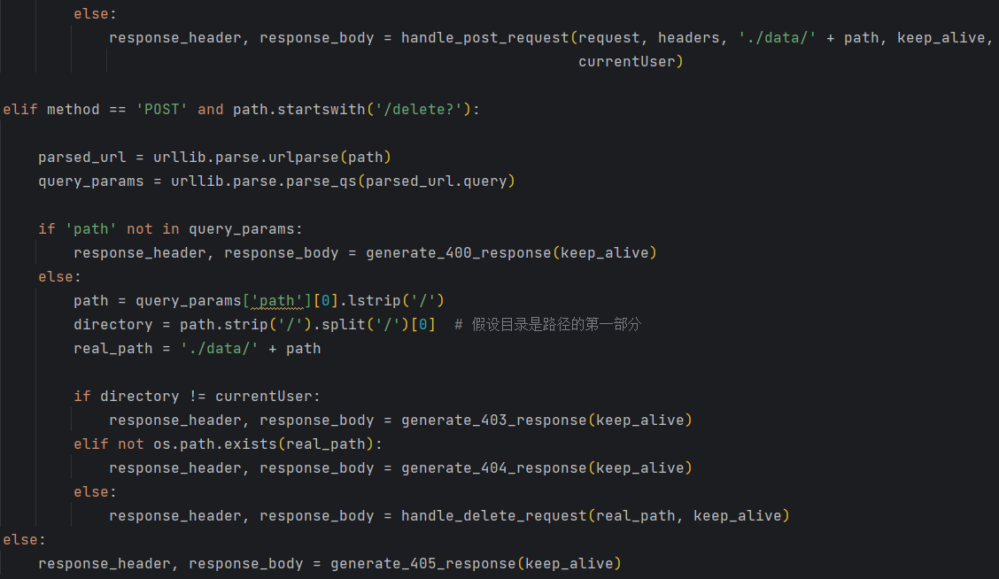 else:
response_header, response_body = handle_post_request(request, headers, './data/' + path, keep_alive,
currentUser)
elif method == 'POST' and path.startswith('/delete?'):
parsed_url = urllib.parse.urlparse(path)
query_params = urllib.parse.parse_qs(parsed_url.query)
if 'path' not in query_params:
response_header, response_body = generate_400_response(keep_alive)
else:
path = query_params['path'][0].lstrip('/')
directory = path.strip('/').split('/')[0]  # 假设目录是路径的第一部分
real_path = './data/' + path
if directory != currentUser:
response_header, response_body = generate_403_response(keep_alive)
elif not os.path.exists(real_path):
response_header, response_body = generate_404_response(keep_alive)
else:
response_header, response_body = handle_delete_request(real_path, keep_alive)
else:
response_header, response_body = generate_405_response(keep_alive)